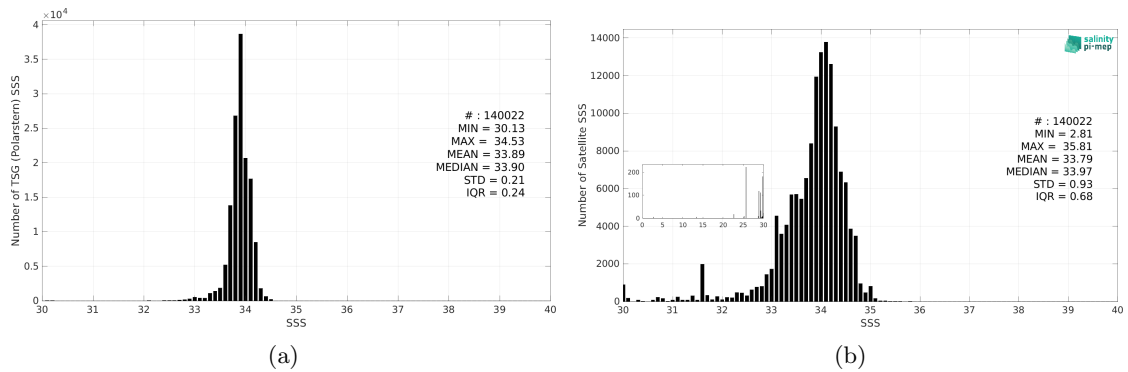 ×10⁴
4
3.5
3
2.5
2
1.5
1
0.5
0
Number of TSG (Polarstern) SSS
# : 140022
MIN = 30.13
MAX = 34.53
MEAN = 33.89
MEDIAN = 33.90
STD = 0.21
IQR = 0.24
30 31 32 33 34 35 36 37 38 39 40
SSS
(a)
14000
12000
10000
8000
6000
4000
2000
0
Number of Satellite SSS
salinity
pi-mep
# : 140022
MIN = 2.81
MAX = 35.81
MEAN = 33.79
MEDIAN = 33.97
STD = 0.93
IQR = 0.68
200
100
0
0 5 10 15 20 25 30
30 31 32 33 34 35 36 37 38 39 40
SSS
(b)